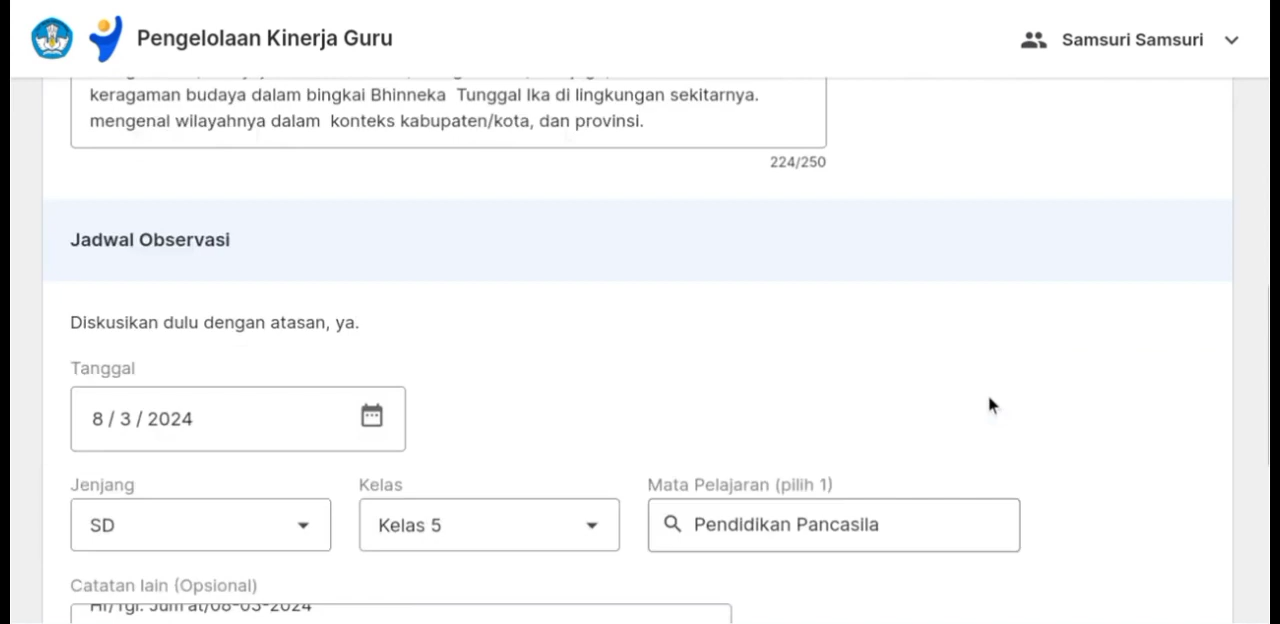 Pengelolaan Kinerja Guru
Samsuri Samsuri
keragaman budaya dalam bingkai Bhinneka  Tunggal Ika di lingkungan sekitarnya.
mengenal wilayahnya dalam  konteks kabupaten/kota, dan provinsi.
224/250
Jadwal Observasi
Diskusikan dulu dengan atasan, ya.
Tanggal
8 / 3 / 2024
Jenjang
Kelas
Mata Pelajaran (pilih 1)
SD
Kelas 5
Pendidikan Pancasila
Catatan lain (Opsional)
Hr/Tgl. Jum'at/08-03-2024